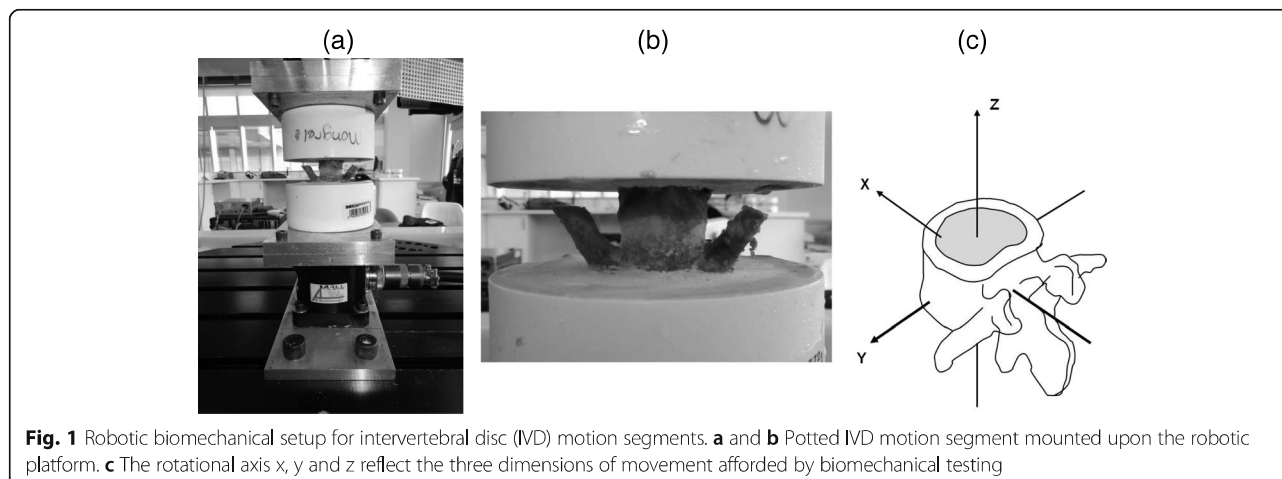 (a)
(b)
(c)
Mongrel
Z
X
Y
Fig. 1 Robotic biomechanical setup for intervertebral disc (IVD) motion segments. a and b Potted IVD motion segment mounted upon the robotic
platform. c The rotational axis x, y and z reflect the three dimensions of movement afforded by biomechanical testing